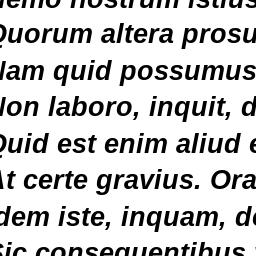 nemo nostrum istius
Quorum altera prosu
Nam quid possumus
Non laboro, inquit, d
Quid est enim aliud e
At certe gravius. Ora
Idem iste, inquam, de
Sic consequentibus